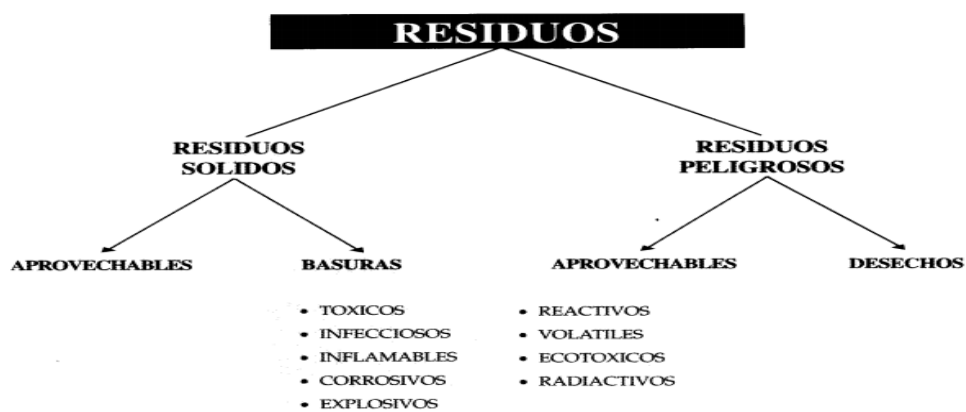 RESIDUOS
RESIDUOS
SOLIDOS
RESIDUOS
PELIGROSOS
APROVECHABLES
BASURAS
APROVECHABLES
DESECHOS
• TOXICOS
• INFECCIOSOS
• INFLAMABLES
• CORROSIVOS
• EXPLOSIVOS
• REACTIVOS
• VOLATILES
• ECOTOXICOS
• RADIACTIVOS